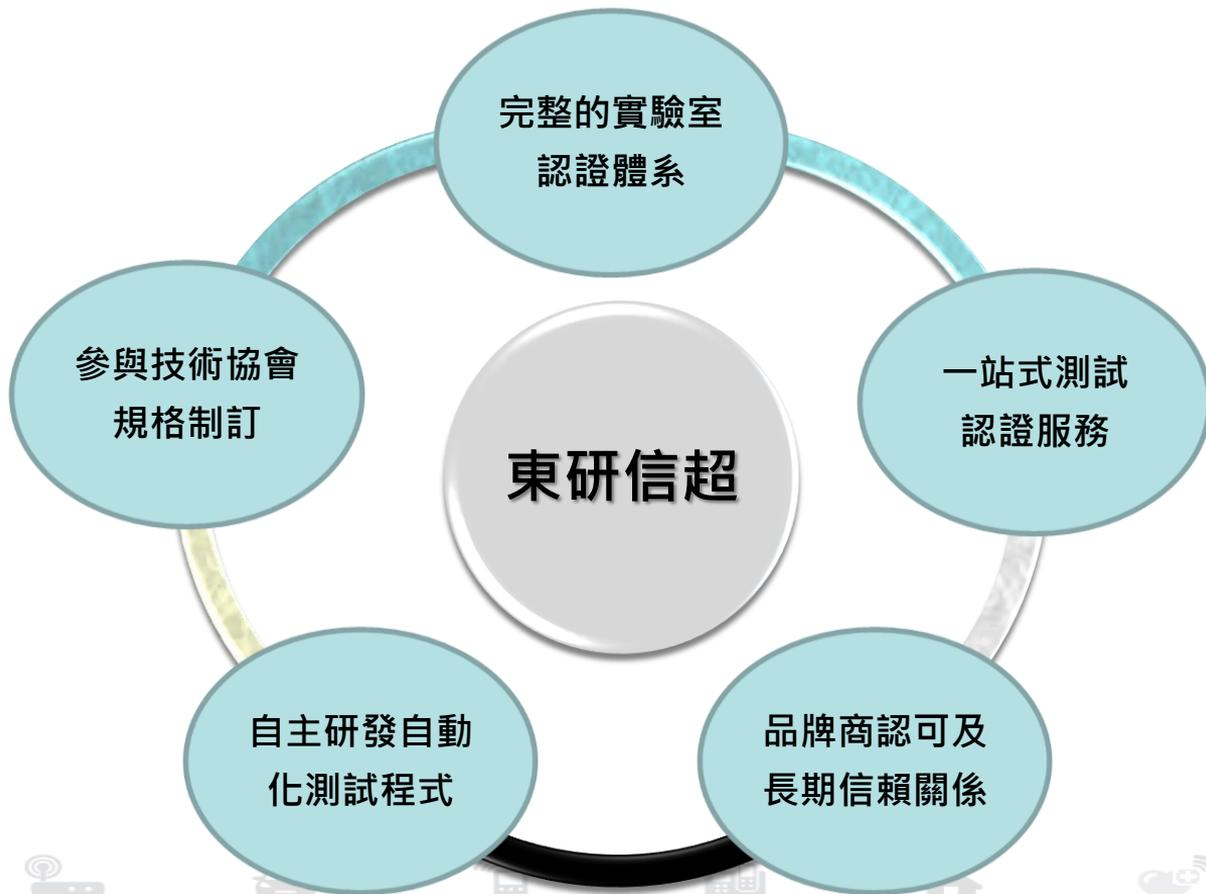 完整的實驗室
認證體系
參與技術協會
規格制訂
一站式測試
認證服務
東研信超
自主研發自動
化測試程式
品牌商認可及
長期信賴關係